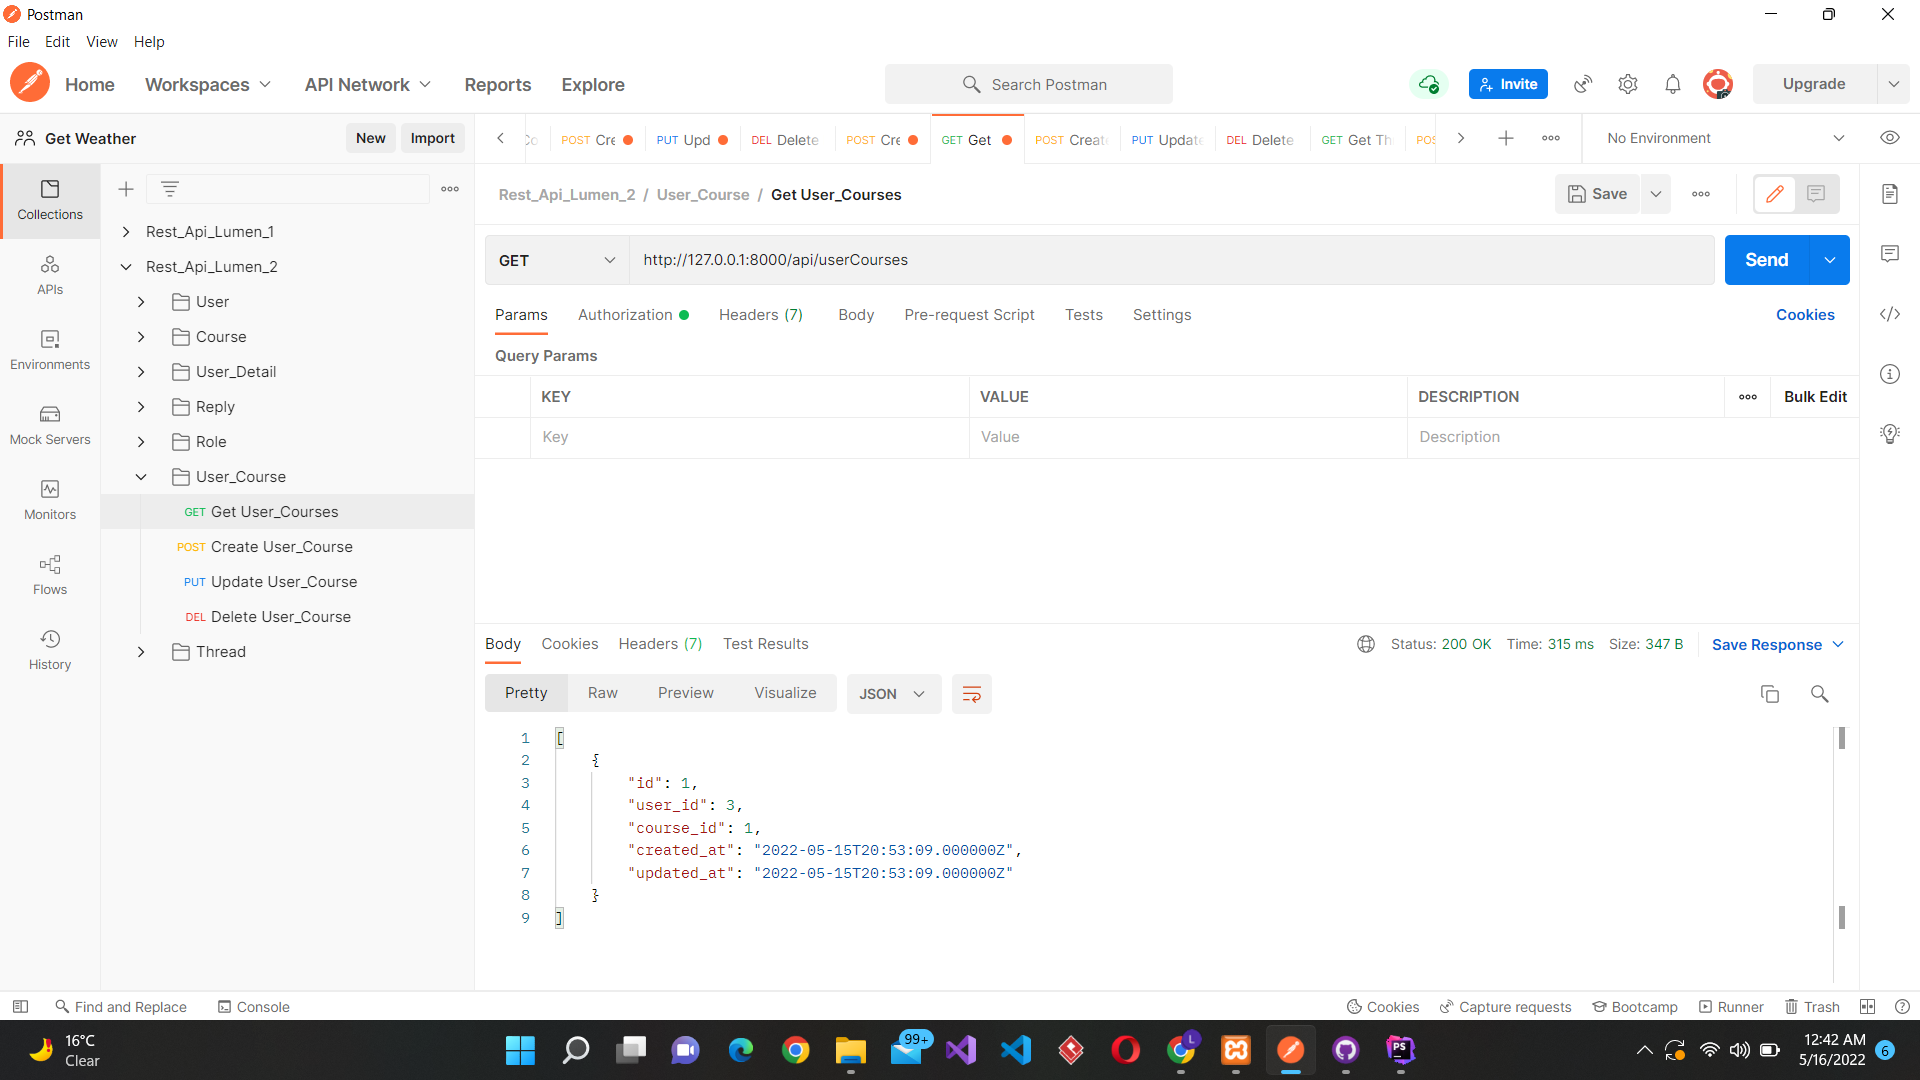 Postman
File Edit View Help
Home Workspaces API Network Reports Explore Search Postman Invite Upgrade
Get Weather New Import
POST Cre PUT Upd DEL Delete POST Cre GET Get POST Create PUT Update DEL Delete GET Get Th POS No Environment
Rest_Api_Lumen_2 / User_Course / Get User_Courses Save
GET http://127.0.0.1:8000/api/userCourses Send
Params Authorization Headers (7) Body Pre-request Script Tests Settings Cookies
Query Params
KEY VALUE DESCRIPTION Bulk Edit
Key Value Description
Collections
APIs
Environments
Mock Servers
Monitors
Flows
History
Rest_Api_Lumen_1
Rest_Api_Lumen_2
User
Course
User_Detail
Reply
Role
User_Course
GET Get User_Courses
POST Create User_Course
PUT Update User_Course
DEL Delete User_Course
Thread
Body Cookies Headers (7) Test Results Status: 200 OK Time: 315 ms Size: 347 B Save Response
Pretty Raw Preview Visualize JSON
1 [
2 {
3 "id": 1,
4 "user_id": 3,
5 "course_id": 1,
6 "created_at": "2022-05-15T20:53:09.000000Z",
7 "updated_at": "2022-05-15T20:53:09.000000Z"
8 }
9 ]
Find and Replace Console Cookies Capture requests Bootcamp Runner Trash
16°C
Clear
99+
L
PS
12:42 AM
5/16/2022
6